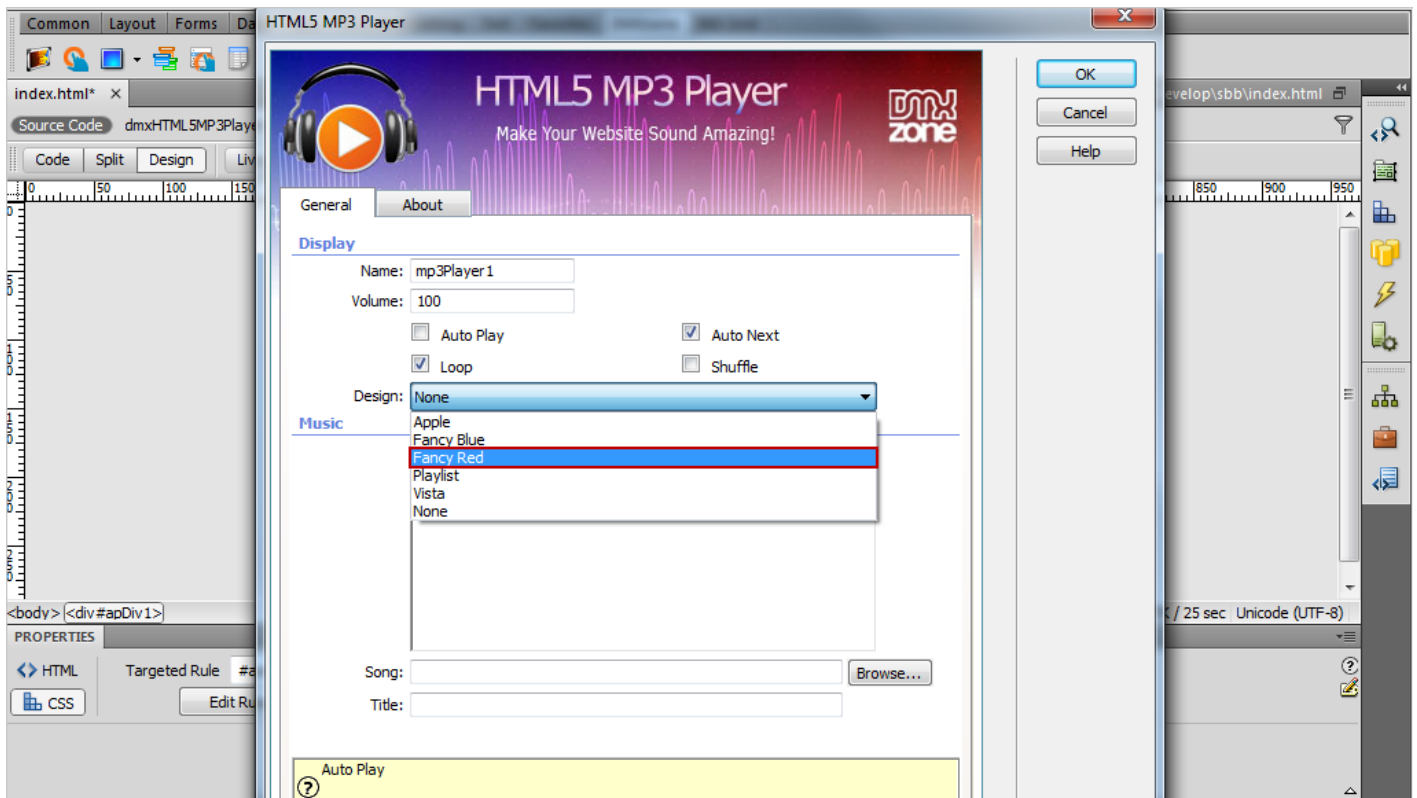 Common Layout Forms Da
HTML5 MP3 Player
index.html* ×
evelop\sbb\index.html
Source Code dmxHTML5MP3Playe
Code Split Design Liv
0 50 100 150
850 900 950
HTML5 MP3 Player
Make Your Website Sound Amazing!
DMX
zone
OK
Cancel
Help
General About
Display
Name: mp3Player1
Volume: 100
Auto Play Auto Next
Loop Shuffle
Design: None
Music
Apple
Fancy Blue
Fancy Red
Playlist
Vista
None
Song: Browse...
Title:
Auto Play
<body> <div#apDiv1>
/ 25 sec Unicode (UTF-8)
PROPERTIES
<> HTML Targeted Rule #a
CSS Edit Ru